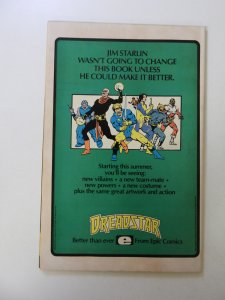 JIM STARLIN
WASN'T GOING TO CHANGE
THIS BOOK UNLESS
HE COULD MAKE IT BETTER.
Starting this summer,
you'll be seeing:
new villains • a new team-mate •
new powers • a new costume •
plus the same great artwork and action
DREADSTAR
Better than ever
From Epic Comics